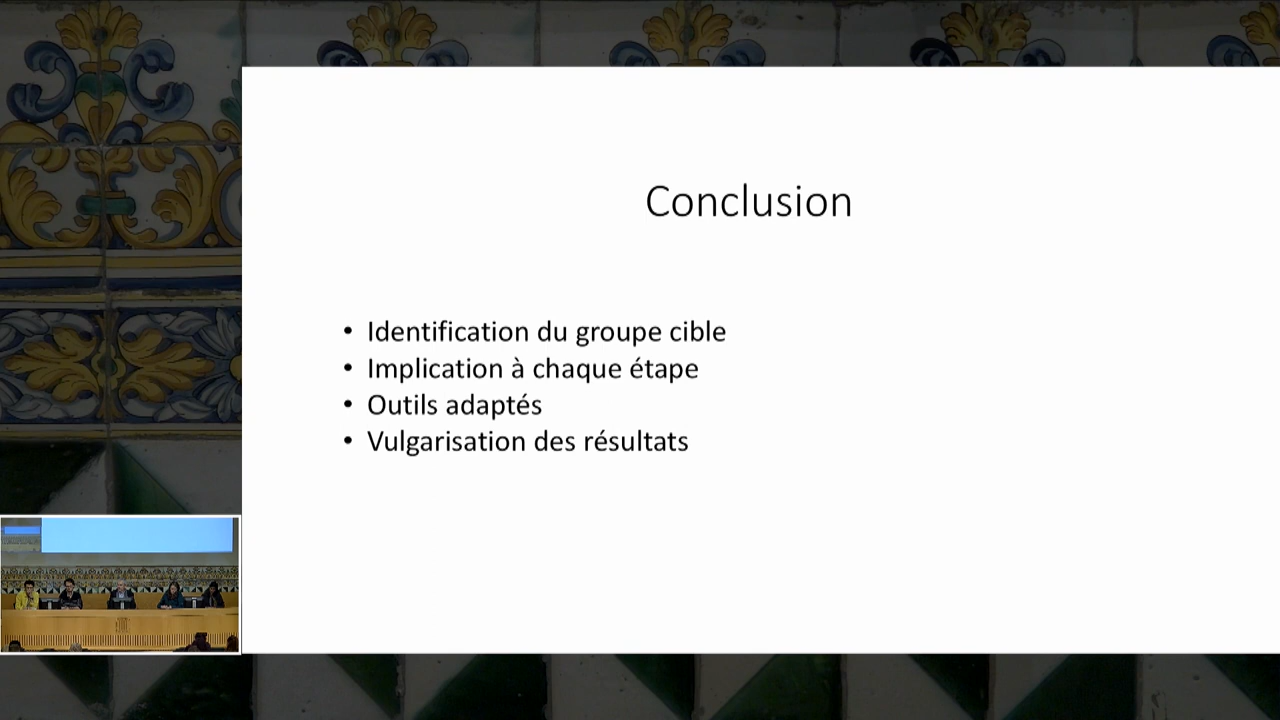 Conclusion
• Identification du groupe cible
• Implication à chaque étape
• Outils adaptés
• Vulgarisation des résultats